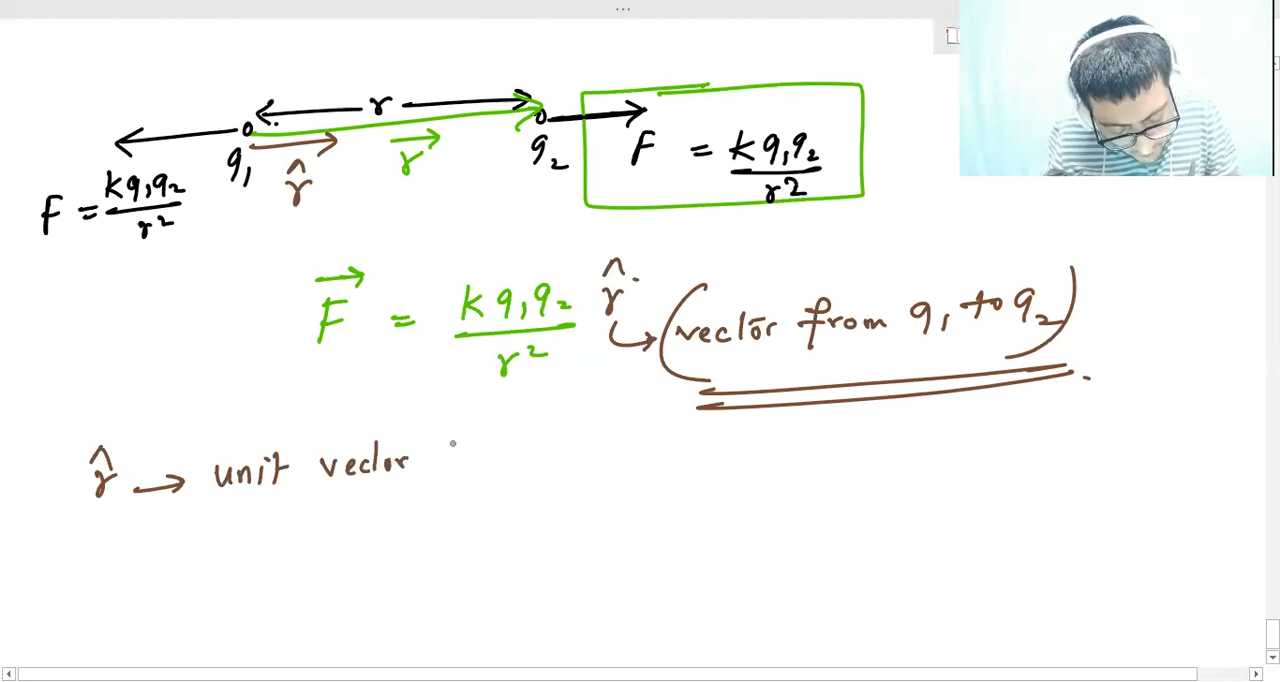 r
q₁ r̂ r⃗ q₂
F = kq₁q₂/r²
F = kq₁q₂/r²
F⃗ = kq₁q₂/r² r̂ (vector from q₁ to q₂)
r̂ → unit vector